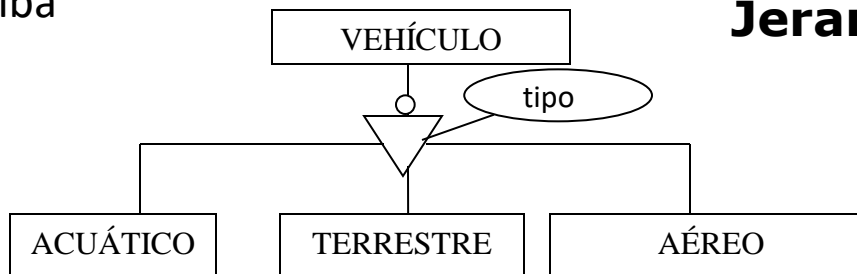 VEHÍCULO
tipo
ACUÁTICO
TERRESTRE
AÉREO